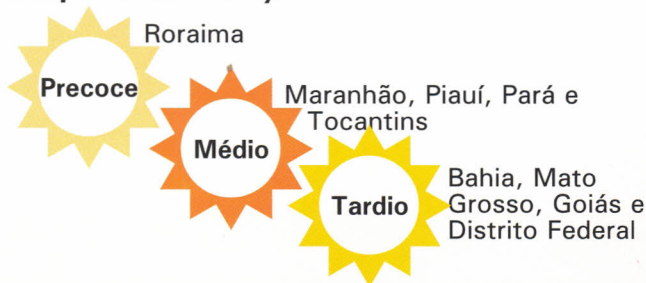 Roraima
Precoce
Maranhão, Piauí, Pará e
Tocantins
Médio
Bahia, Mato
Grosso, Goiás e
Distrito Federal
Tardio